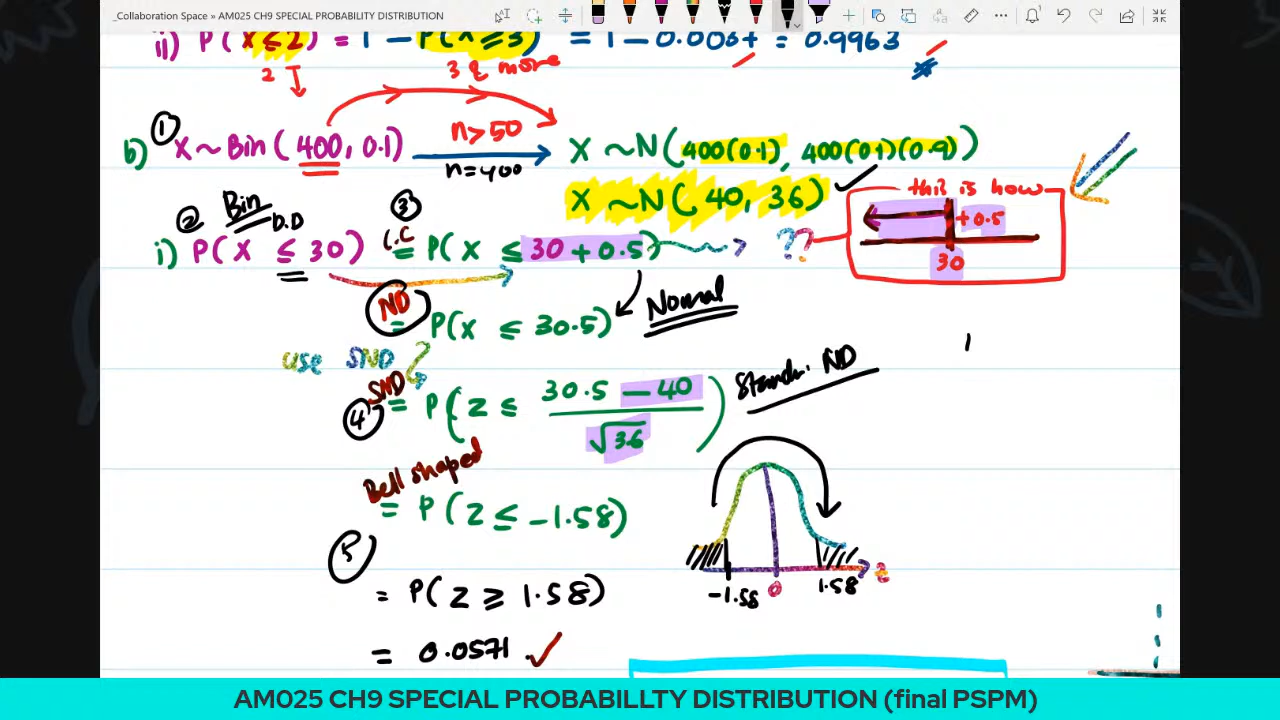 _Collaboration Space » AM025 CH9 SPECIAL PROBABILITY DISTRIBUTION
ii) P(X ≤ 2) = 1 - P(X ≥ 3) = 1 - 0.0037 = 0.9963
2 3 & more
① b) X ~ Bin(400, 0.1) n > 50 n=400 X ~ N(400(0.1), 400(0.1)(0.9))
X ~ N(40, 36)
② Bin D.D ③ this is how
i) P(X ≤ 30) C.C = P(X ≤ 30 + 0.5) ?? +0.5
30
ND = P(X ≤ 30.5) Normal
use SND
④ SND = P(Z ≤ (30.5 - 40)/√36) Stand. ND
Bell shaped
= P(Z ≤ -1.58)
⑤
= P(Z ≥ 1.58) -1.58 0 1.58 z
= 0.0571
AM025 CH9 SPECIAL PROBABILLTY DISTRIBUTION (final PSPM)